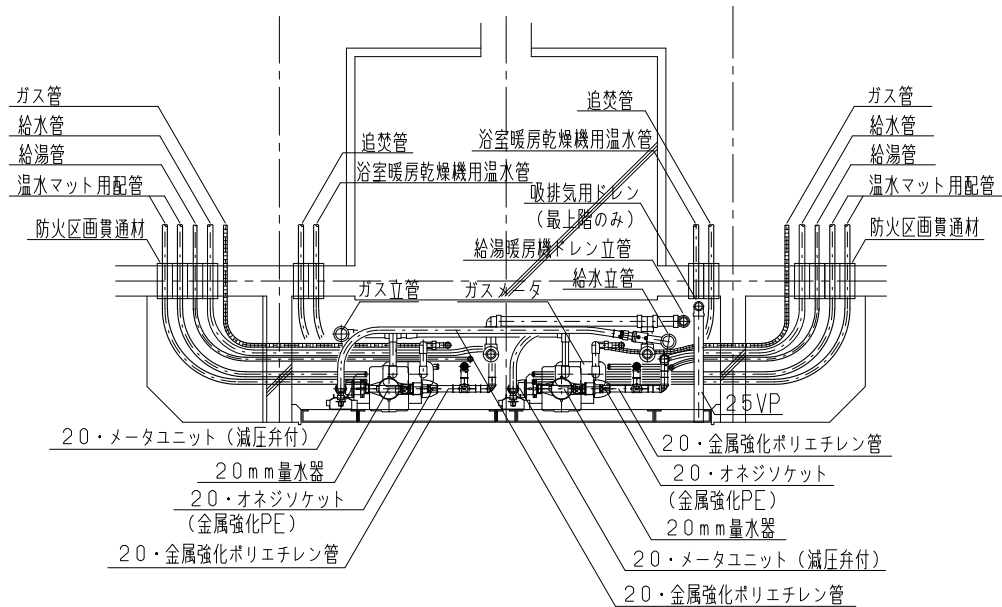 ガス管
給水管
給湯管
温水マット用配管
防火区画貫通材
追焚管
浴室暖房乾燥機用温水管
追焚管
浴室暖房乾燥機用温水管
吸排気用ドレン
(最上階のみ)
給湯暖房機ドレン立管
給水立管
ガス管
給水管
給湯管
温水マット用配管
防火区画貫通材
ガス立管
ガスメータ
25VP
20・メータユニット(減圧弁付)
20mm量水器
20・オネジソケット
(金属強化PE)
20・金属強化ポリエチレン管
20・金属強化ポリエチレン管
20・オネジソケット
(金属強化PE)
20mm量水器
20・メータユニット(減圧弁付)
20・金属強化ポリエチレン管